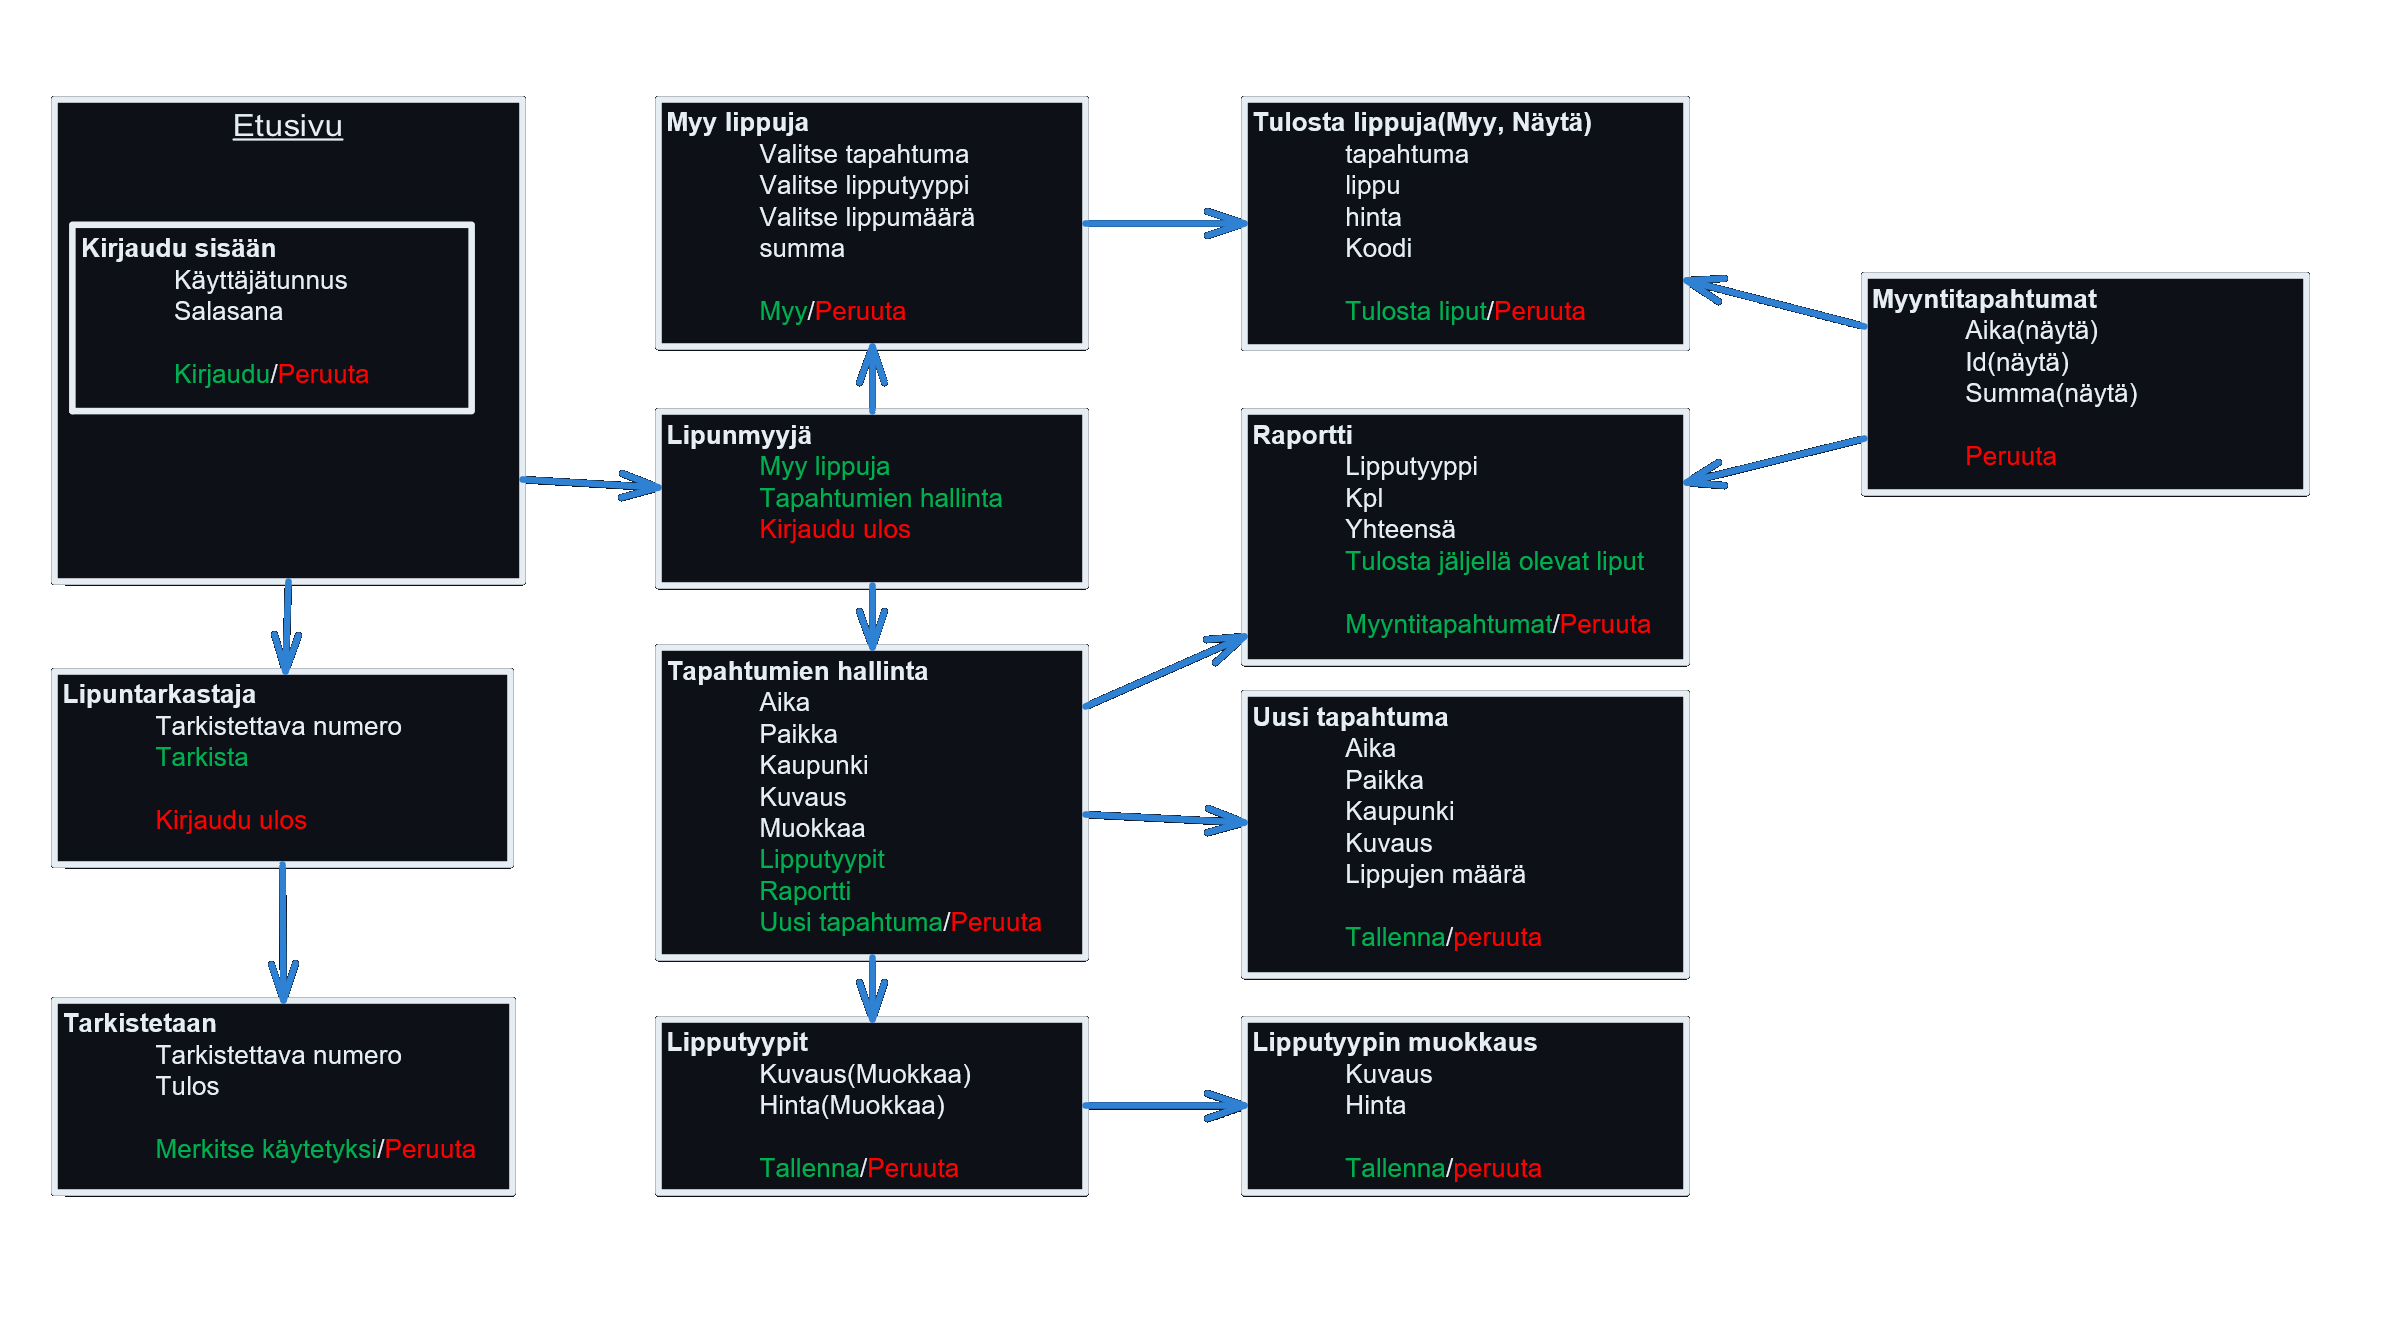 Etusivu
Kirjaudu sisään
Käyttäjätunnus
Salasana
Kirjaudu/Peruuta
Lipuntarkastaja
Tarkistettava numero
Tarkista
Kirjaudu ulos
Tarkistetaan
Tarkistettava numero
Tulos
Merkitse käytetyksi/Peruuta
Myy lippuja
Valitse tapahtuma
Valitse lipputyyppi
Valitse lippumäärä
summa
Myy/Peruuta
Lipunmyyjä
Myy lippuja
Tapahtumien hallinta
Kirjaudu ulos
Tapahtumien hallinta
Aika
Paikka
Kaupunki
Kuvaus
Muokkaa
Lipputyypit
Raportti
Uusi tapahtuma/Peruuta
Lipputyypit
Kuvaus(Muokkaa)
Hinta(Muokkaa)
Tallenna/Peruuta
Tulosta lippuja(Myy, Näytä)
tapahtuma
lippu
hinta
Koodi
Tulosta liput/Peruuta
Raportti
Lipputyyppi
Kpl
Yhteensä
Tulosta jäljellä olevat liput
Myyntitapahtumat/Peruuta
Uusi tapahtuma
Aika
Paikka
Kaupunki
Kuvaus
Lippujen määrä
Tallenna/peruuta
Lipputyypin muokkaus
Kuvaus
Hinta
Tallenna/peruuta
Myyntitapahtumat
Aika(näytä)
Id(näytä)
Summa(näytä)
Peruuta